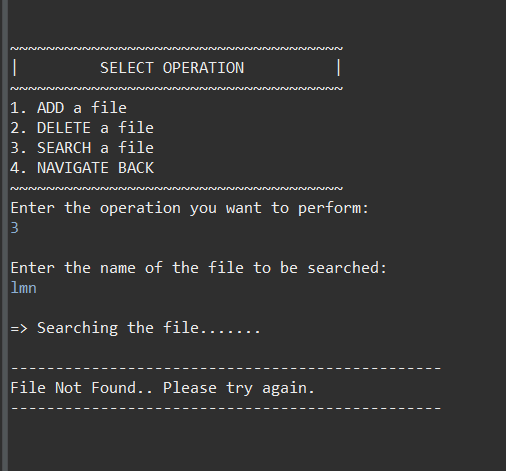 ~~~~~~~~~~~~~~~~~~~~~~~~~~~~~~~~~~~~~
|         SELECT OPERATION          |
~~~~~~~~~~~~~~~~~~~~~~~~~~~~~~~~~~~~~
1. ADD a file
2. DELETE a file
3. SEARCH a file
4. NAVIGATE BACK
~~~~~~~~~~~~~~~~~~~~~~~~~~~~~~~~~~~~~
Enter the operation you want to perform:
3
Enter the name of the file to be searched:
lmn
=> Searching the file.......
------------------------------------------------
File Not Found.. Please try again.
------------------------------------------------